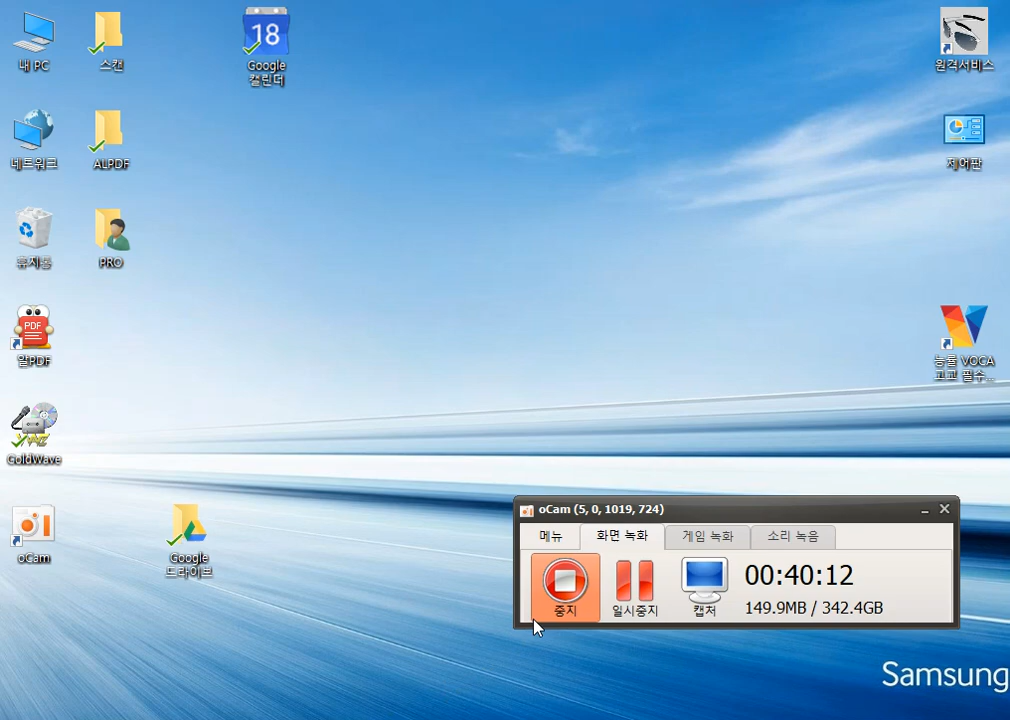 내 PC
스캔
18
Google
캘린더
원격서비스
네트워크
ALPDF
제어판
휴지통
PRO
PDF
알PDF
능률 VOCA
고교 필수...
GoldWave
oCam
Google
드라이브
oCam (5, 0, 1019, 724)
메뉴
화면 녹화
게임 녹화
소리 녹음
중지
일시중지
캡처
00:40:12
149.9MB / 342.4GB
Samsung